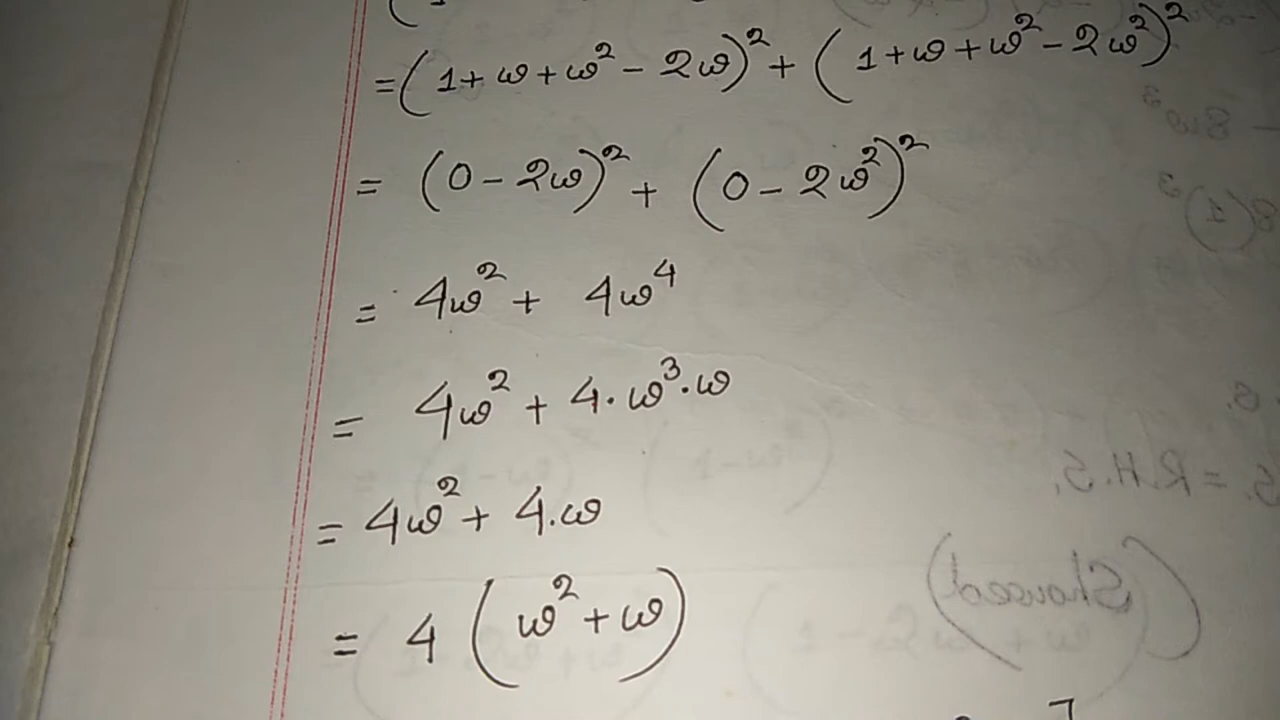 =(1+ω+ω²-2ω)²+(1+ω+ω²-2ω²)²
= (0-2ω)²+(0-2ω²)²
= 4ω²+ 4ω⁴
= 4ω²+4·ω³·ω
= 4ω²+4.ω
= 4(ω²+ω)